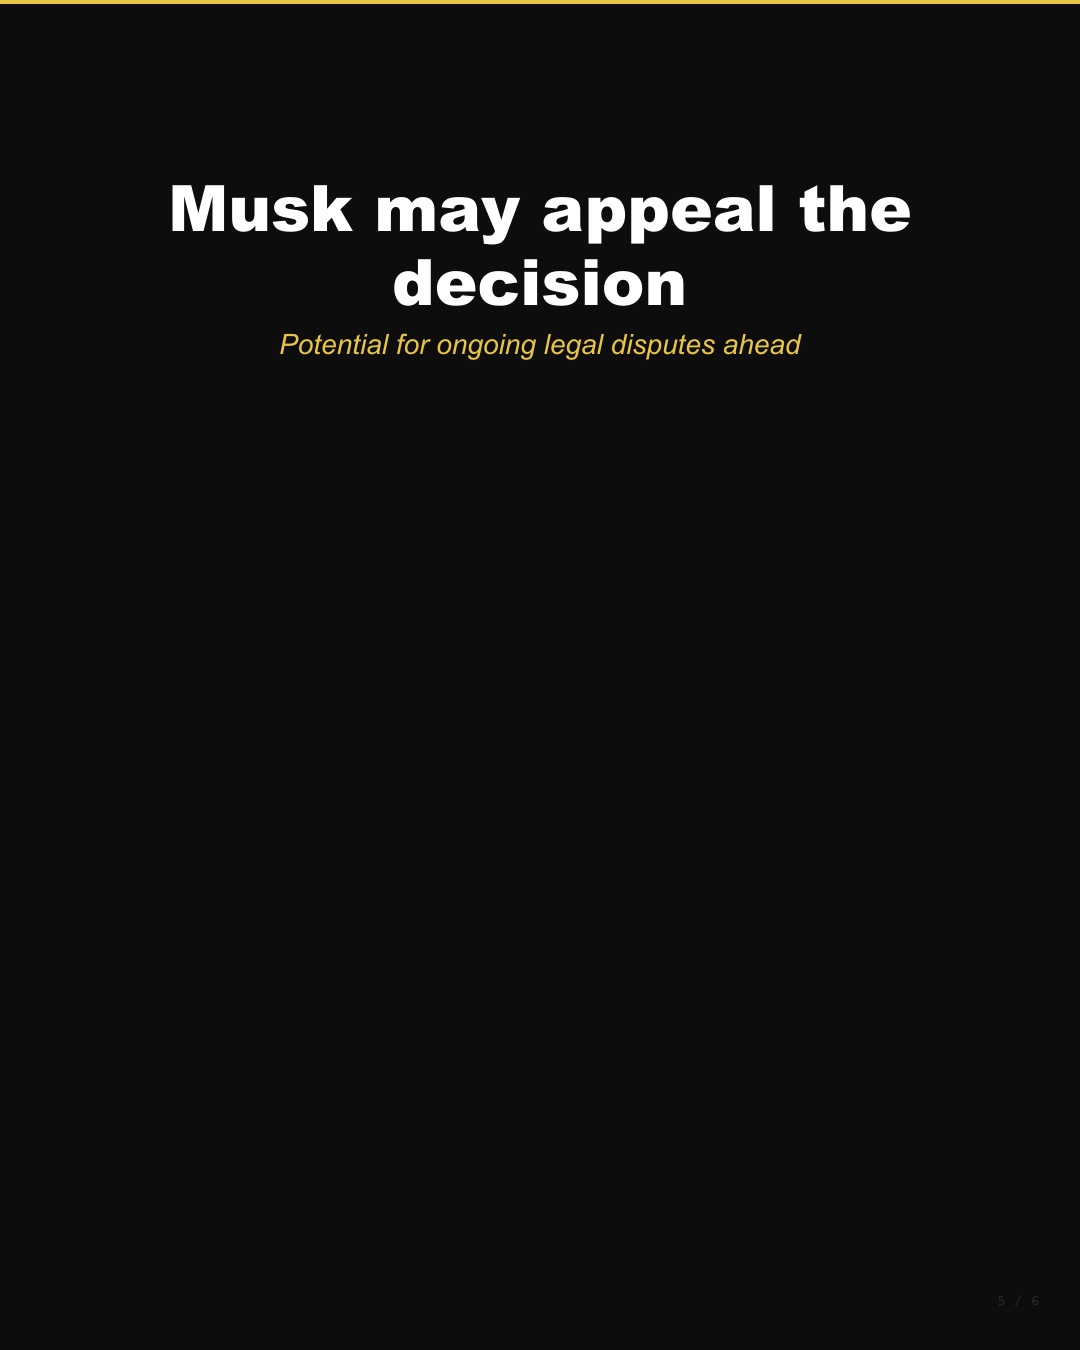 Musk may appeal the
decision
Potential for ongoing legal disputes ahead
5 / 6